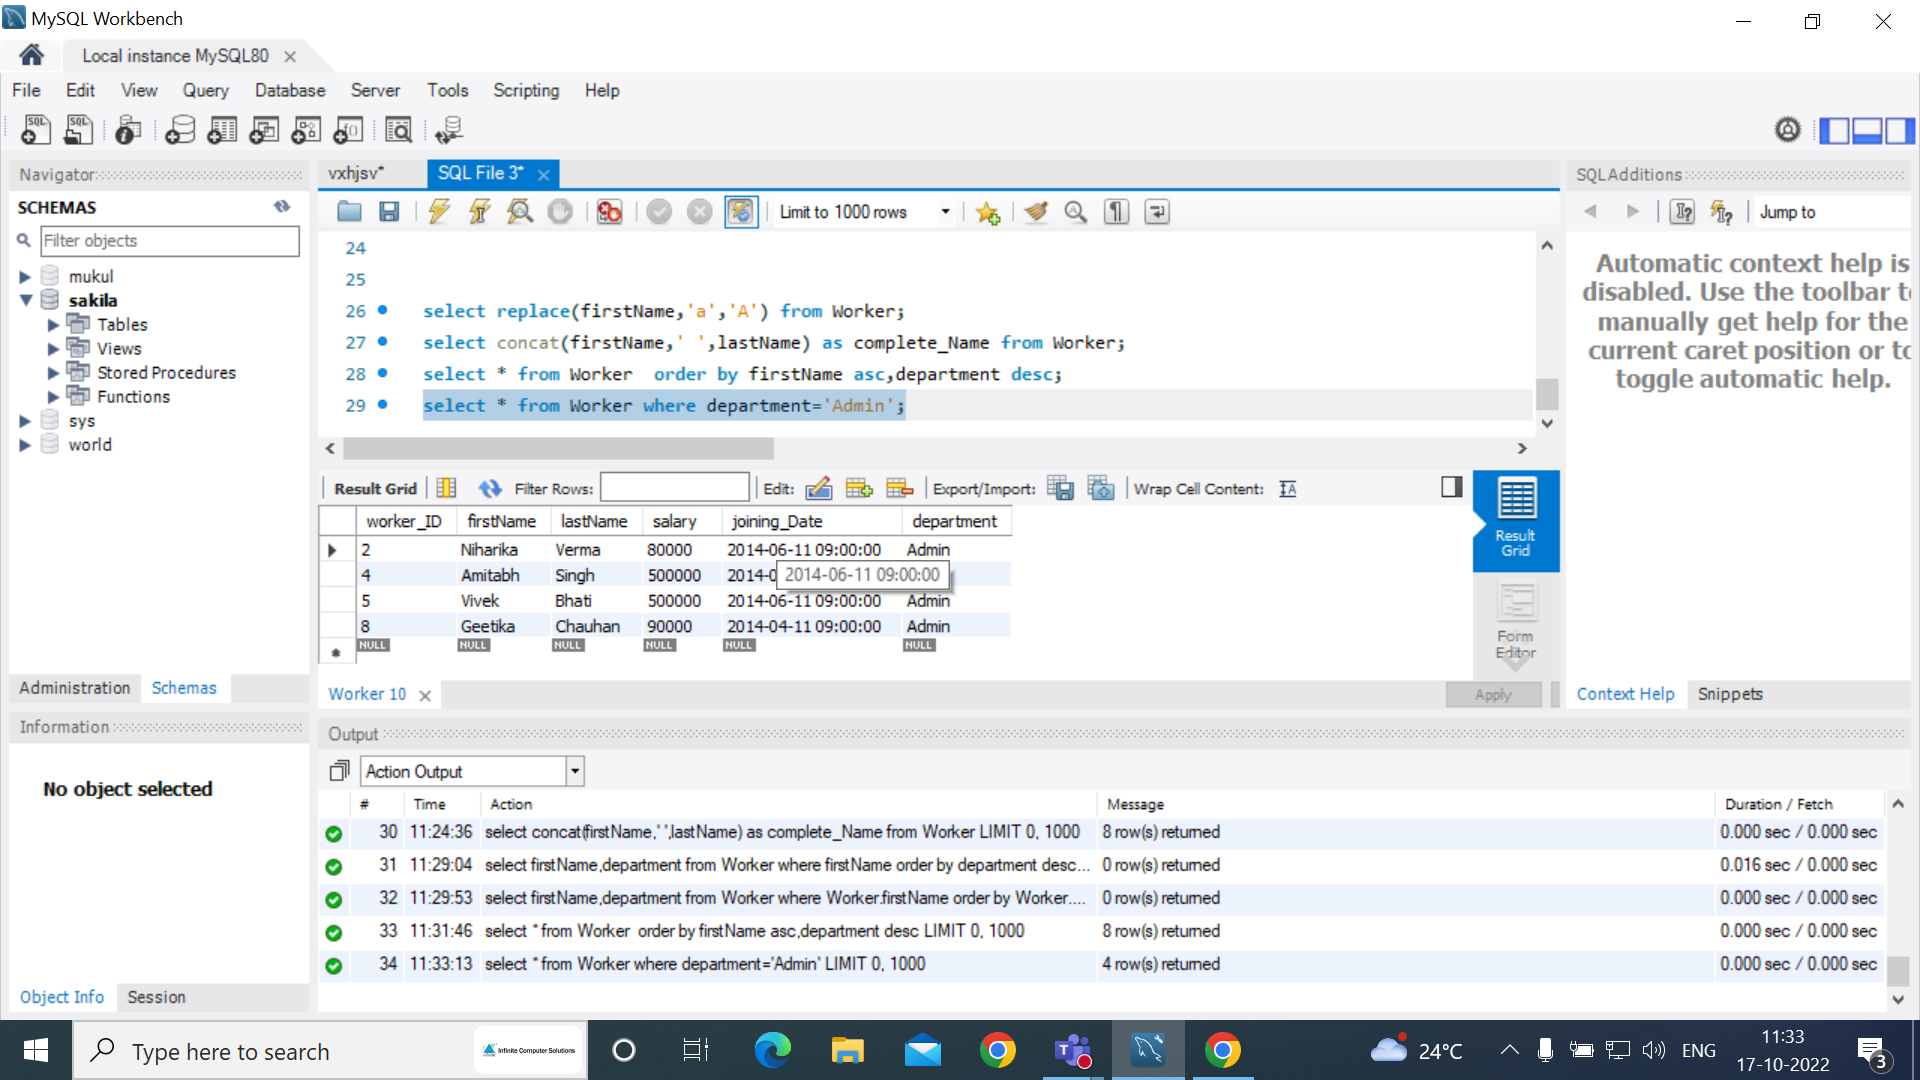 MySQL Workbench
Local instance MySQL80
File Edit View Query Database Server Tools Scripting Help
Navigator
SCHEMAS
Filter objects
mukul
sakila
Tables
Views
Stored Procedures
Functions
sys
world
Administration Schemas
Information
No object selected
Object Info Session
vxhjsv* SQL File 3*
Limit to 1000 rows
24
25
26 select replace(firstName,'a','A') from Worker;
27 select concat(firstName,' ',lastName) as complete_Name from Worker;
28 select * from Worker  order by firstName asc,department desc;
29 select * from Worker where department='Admin';
Result Grid Filter Rows: Edit: Export/Import: Wrap Cell Content:
worker_ID firstName lastName salary joining_Date department
2 Niharika Verma 80000 2014-06-11 09:00:00 Admin
4 Amitabh Singh 500000 2014-0
2014-06-11 09:00:00
5 Vivek Bhati 500000 2014-06-11 09:00:00 Admin
8 Geetika Chauhan 90000 2014-04-11 09:00:00 Admin
NULL NULL NULL NULL NULL NULL
Result Grid
Form Editor
Worker 10
Apply
SQLAdditions
Jump to
Automatic context help is
disabled. Use the toolbar
manually get help for the
current caret position or
toggle automatic help.
Context Help Snippets
Output
Action Output
# Time Action Message Duration / Fetch
30 11:24:36 select concat(firstName,' ',lastName) as complete_Name from Worker LIMIT 0, 1000 8 row(s) returned 0.000 sec / 0.000 sec
31 11:29:04 select firstName,department from Worker where firstName order by department desc... 0 row(s) returned 0.016 sec / 0.000 sec
32 11:29:53 select firstName,department from Worker where Worker.firstName order by Worker.... 0 row(s) returned 0.000 sec / 0.000 sec
33 11:31:46 select * from Worker  order by firstName asc,department desc LIMIT 0, 1000 8 row(s) returned 0.000 sec / 0.000 sec
34 11:33:13 select * from Worker where department='Admin' LIMIT 0, 1000 4 row(s) returned 0.000 sec / 0.000 sec
Type here to search
Infinite Computer Solutions
24°C
ENG
11:33
17-10-2022
3